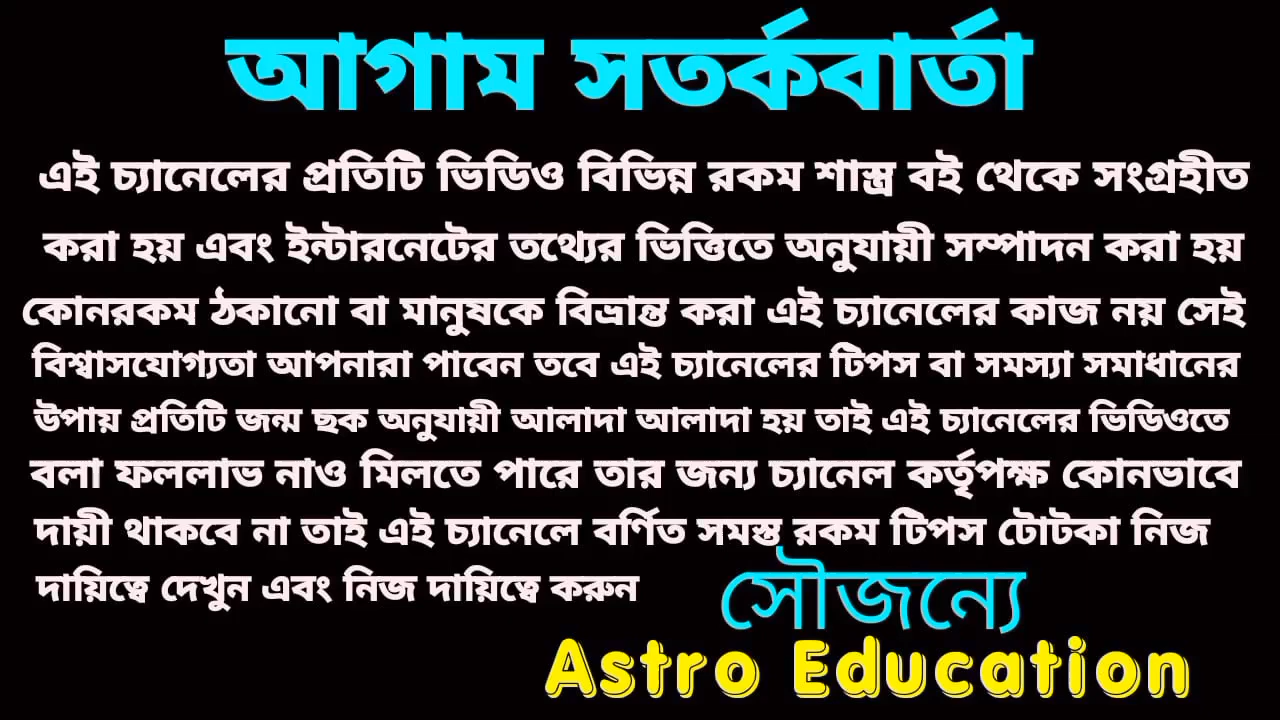 আগাম সতর্কবার্তা
এই চ্যানেলের প্রতিটি ভিডিও বিভিন্ন রকম শাস্ত্র বই থেকে সংগ্রহীত
করা হয় এবং ইন্টারনেটের তথ্যের ভিত্তিতে অনুযায়ী সম্পাদন করা হয়
কোনরকম ঠকানো বা মানুষকে বিভ্রান্ত করা এই চ্যানেলের কাজ নয় সেই
বিশ্বাসযোগ্যতা আপনারা পাবেন তবে এই চ্যানেলের টিপস বা সমস্যা সমাধানের
উপায় প্রতিটি জন্ম ছক অনুযায়ী আলাদা আলাদা হয় তাই এই চ্যানেলের ভিডিওতে
বলা ফললাভ নাও মিলতে পারে তার জন্য চ্যানেল কর্তৃপক্ষ কোনভাবে
দায়ী থাকবে না তাই এই চ্যানেলে বর্ণিত সমস্ত রকম টিপস টোটকা নিজ
দায়িত্বে দেখুন এবং নিজ দায়িত্বে করুন
সৌজন্যে
Astro Education